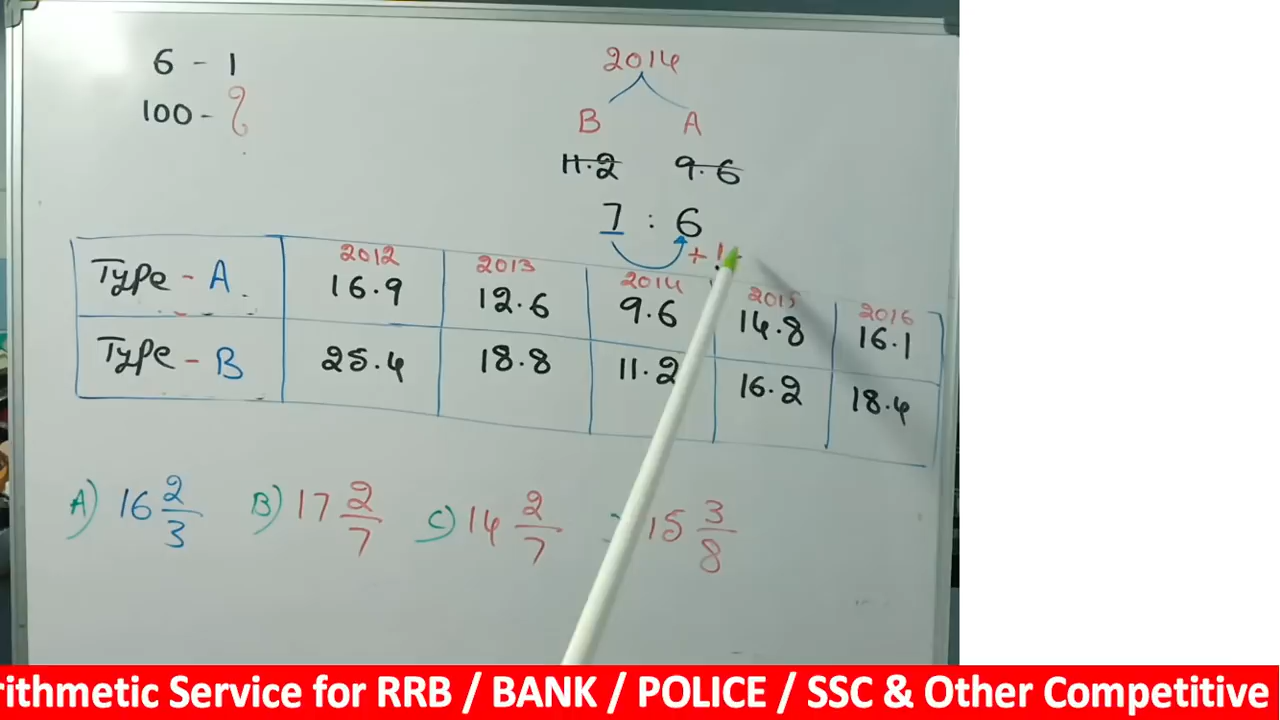 6 - 1
100 - ?
2014
B A
11.2 9.6
7 : 6
+1
2012 2013 2014 2015 2016
Type - A 16.9 12.6 9.6 14.8 16.1
Type - B 25.4 18.8 11.2 16.2 18.4
A) 16 2/3 B) 17 2/7 C) 14 2/7 15 3/8
rithmetic Service for RRB / BANK / POLICE / SSC & Other Competitive